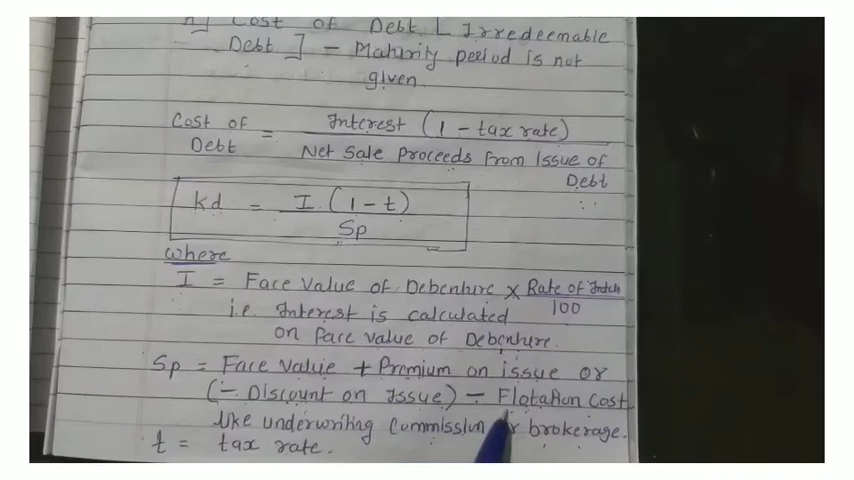 Cost of Debt [ Irredeemable
Debt ] - Maturity period is not
given.
Cost of Debt = Interest (1 - tax rate)
Net Sale Proceeds from Issue of
Debt
kd = I (1 - t)
Sp
where
I = Face Value of Debenture × Rate of
100
i.e. Interest is calculated
on face value of Debenture.
Sp = Face Value + Premium on issue or
(- Discount on Issue) - Flotation cost
like underwriting Commission or brokerage.
t = tax rate.